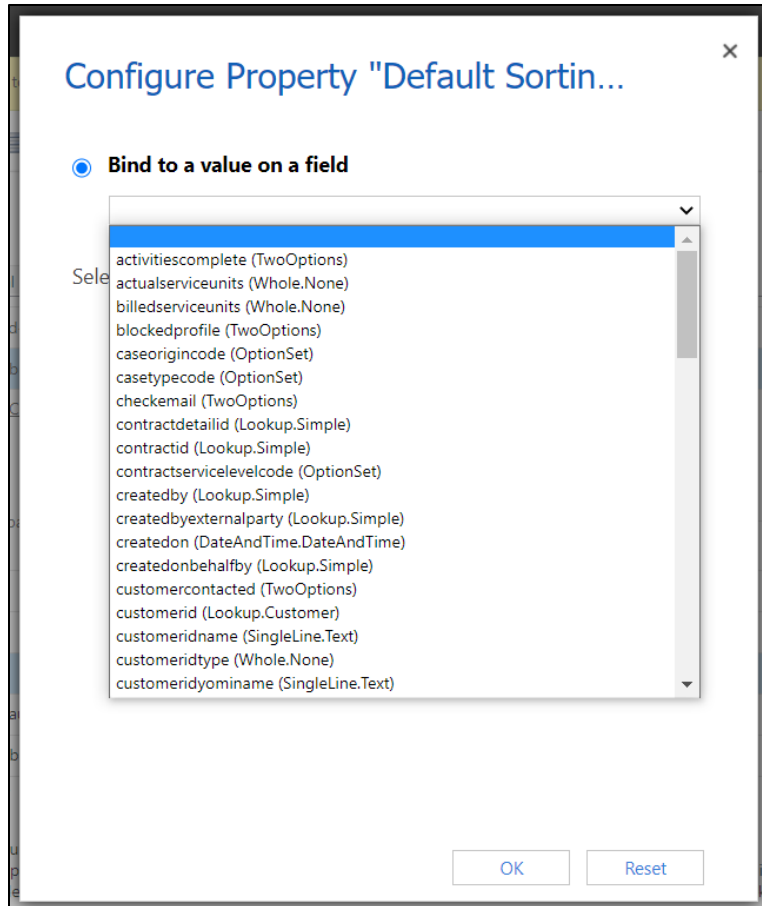 Configure Property "Default Sortin...
Bind to a value on a field
Sele
activitiescomplete (TwoOptions)
actualserviceunits (Whole.None)
billedserviceunits (Whole.None)
blockedprofile (TwoOptions)
caseorigincode (OptionSet)
casetypecode (OptionSet)
checkemail (TwoOptions)
contractdetailid (Lookup.Simple)
contractid (Lookup.Simple)
contractservicelevelcode (OptionSet)
createdby (Lookup.Simple)
createdbyexternalparty (Lookup.Simple)
createdon (DateAndTime.DateAndTime)
createdonbehalfby (Lookup.Simple)
customercontacted (TwoOptions)
customerid (Lookup.Customer)
customeridname (SingleLine.Text)
customeridtype (Whole.None)
customeridyominame (SingleLine.Text)
OK Reset